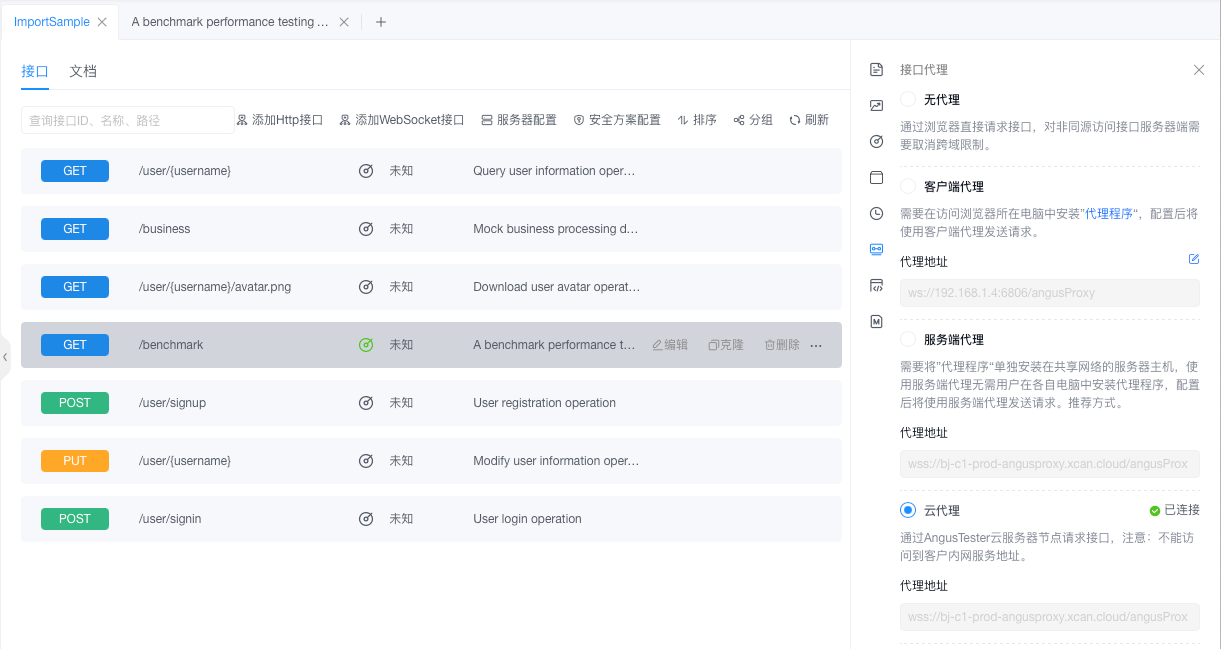 ImportSample
A benchmark performance testing ...
接口 文档
查询接口ID、名称、路径
添加Http接口 添加WebSocket接口 服务器配置 安全方案配置 排序 分组 刷新
GET /user/{username} 未知 Query user information oper...
GET /business 未知 Mock business processing d...
GET /user/{username}/avatar.png 未知 Download user avatar operat...
GET /benchmark 未知 A benchmark performance t... 编辑 克隆 删除 ...
POST /user/signup 未知 User registration operation
PUT /user/{username} 未知 Modify user information oper...
POST /user/signin 未知 User login operation
接口代理
无代理
通过浏览器直接请求接口，对非同源访问接口服务器端需
要取消跨域限制。
客户端代理
需要在访问浏览器所在电脑中安装”代理程序“，配置后将
使用客户端代理发送请求。
代理地址
ws://192.168.1.4:6806/angusProxy
服务端代理
需要将”代理程序“单独安装在共享网络的服务器主机，使
用服务端代理无需用户在各自电脑中安装代理程序，配置
后将使用服务端代理发送请求。推荐方式。
代理地址
wss://bj-c1-prod-angusproxy.xcan.cloud/angusProx
云代理 已连接
通过AngusTester云服务器节点请求接口，注意：不能访
问到客户内网服务地址。
代理地址
wss://bj-c1-prod-angusproxy.xcan.cloud/angusProx